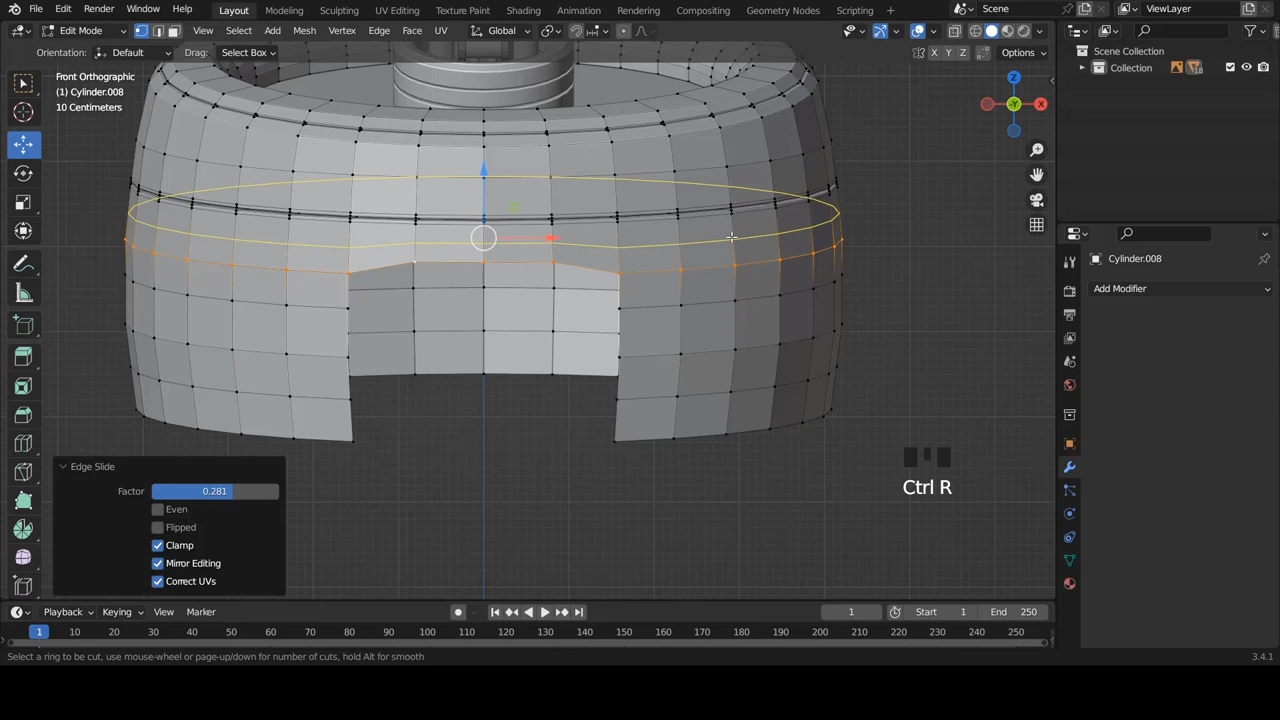 File Edit Render Window Help Layout Modeling Sculpting UV Editing Texture Paint Shading Animation Rendering Compositing Geometry Nodes Scripting Scene ViewLayer
Edit Mode View Select Add Mesh Vertex Edge Face UV Global
Orientation: Default Drag: Select Box X Y Z Options
Front Orthographic
(1) Cylinder.008
10 Centimeters
Z
X
-Y
Scene Collection
Collection 18
Cylinder.008
Add Modifier
Edge Slide
Factor 0.281
Even
Flipped
Clamp
Mirror Editing
Correct UVs
Ctrl R
Playback Keying View Marker 1 Start 1 End 250
1 10 20 30 40 50 60 70 80 90 100 110 120 130 140 150 160 170 180 190 200 210 220 230 240 250
Select a ring to be cut, use mouse-wheel or page-up/down for number of cuts, hold Alt for smooth 3.4.1